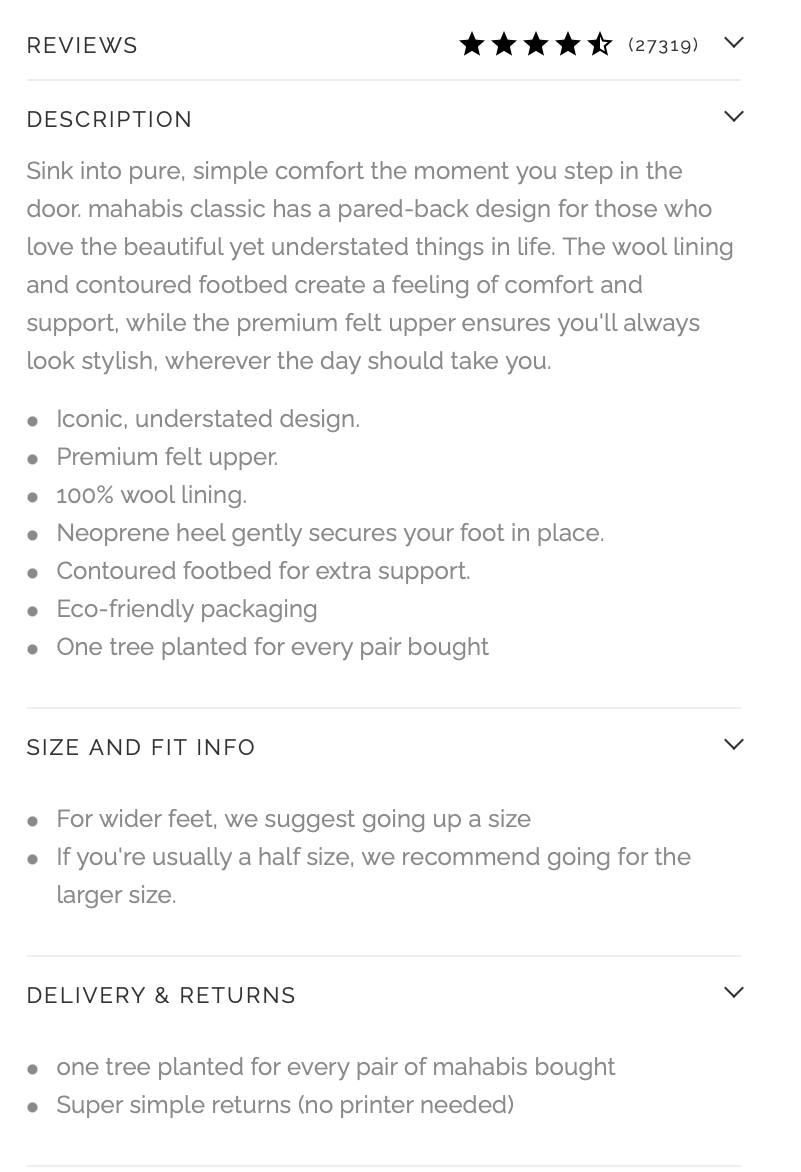 REVIEWS (27319)
DESCRIPTION
Sink into pure, simple comfort the moment you step in the
door. mahabis classic has a pared-back design for those who
love the beautiful yet understated things in life. The wool lining
and contoured footbed create a feeling of comfort and
support, while the premium felt upper ensures you'll always
look stylish, wherever the day should take you.
Iconic, understated design.
Premium felt upper.
100% wool lining.
Neoprene heel gently secures your foot in place.
Contoured footbed for extra support.
Eco-friendly packaging
One tree planted for every pair bought
SIZE AND FIT INFO
For wider feet, we suggest going up a size
If you're usually a half size, we recommend going for the
larger size.
DELIVERY & RETURNS
one tree planted for every pair of mahabis bought
Super simple returns (no printer needed)